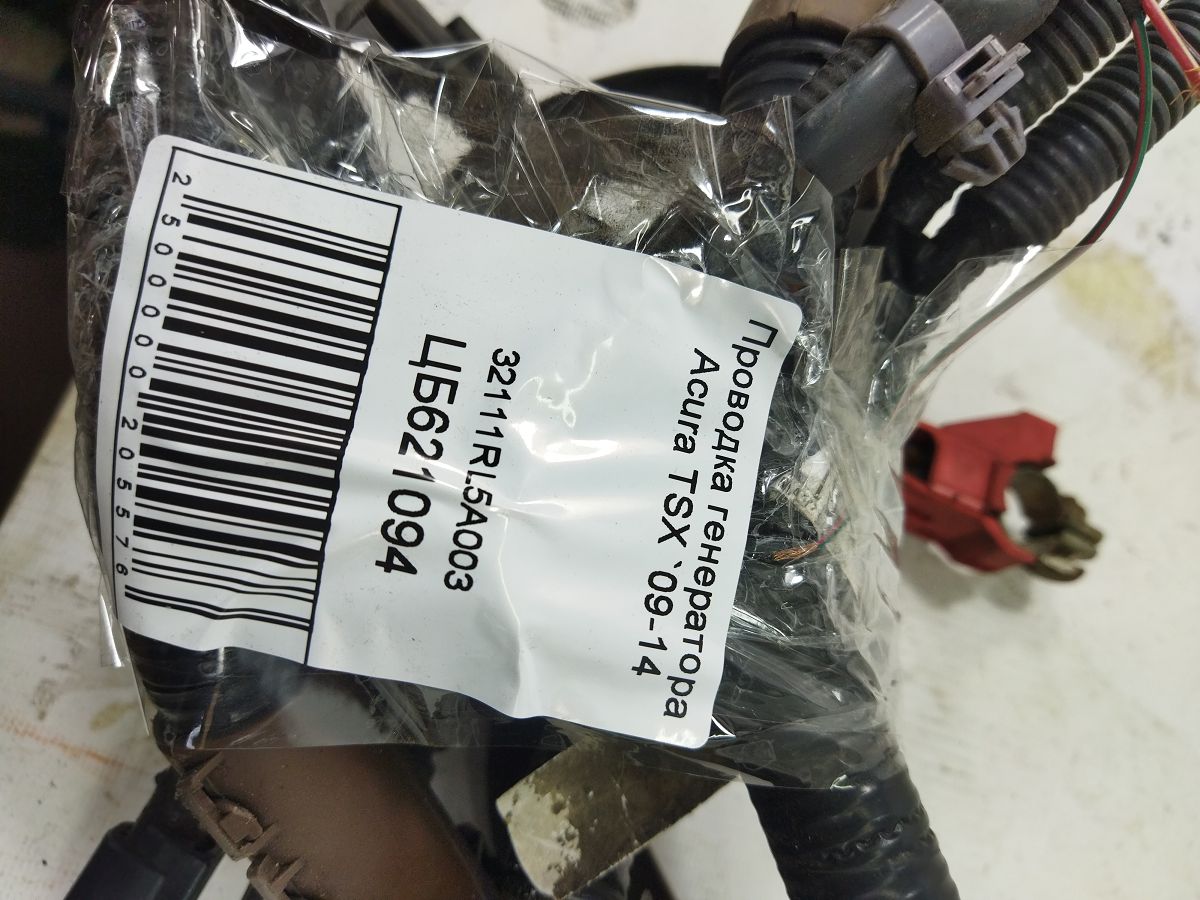 Проводка генератора
Acura TSX `09-14
32111RL5A003
ЦБ621094
2500000205576